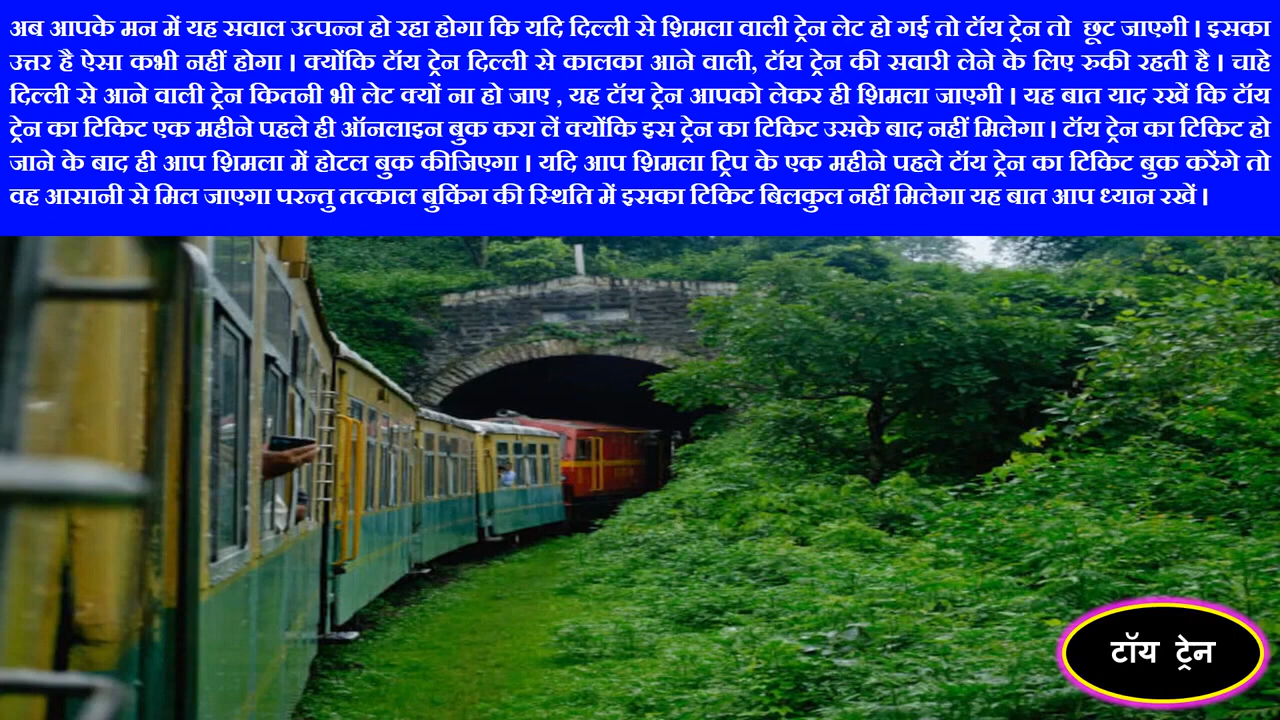 अब आपके मन में यह सवाल उत्पन्न हो रहा होगा कि यदि दिल्ली से शिमला वाली ट्रेन लेट हो गई तो टॉय ट्रेन तो छूट जाएगी । इसका
उत्तर है ऐसा कभी नहीं होगा । क्योंकि टॉय ट्रेन दिल्ली से कालका आने वाली, टॉय ट्रेन की सवारी लेने के लिए रुकी रहती है । चाहे
दिल्ली से आने वाली ट्रेन कितनी भी लेट क्यों ना हो जाए , यह टॉय ट्रेन आपको लेकर ही शिमला जाएगी । यह बात याद रखें कि टॉय
ट्रेन का टिकिट एक महीने पहले ही ऑनलाइन बुक करा लें क्योंकि इस ट्रेन का टिकिट उसके बाद नहीं मिलेगा । टॉय ट्रेन का टिकिट हो
जाने के बाद ही आप शिमला में होटल बुक कीजिएगा । यदि आप शिमला ट्रिप के एक महीने पहले टॉय ट्रेन का टिकिट बुक करेंगे तो
वह आसानी से मिल जाएगा परन्तु तत्काल बुकिंग की स्थिति में इसका टिकिट बिलकुल नहीं मिलेगा यह बात आप ध्यान रखें ।
टॉय ट्रेन